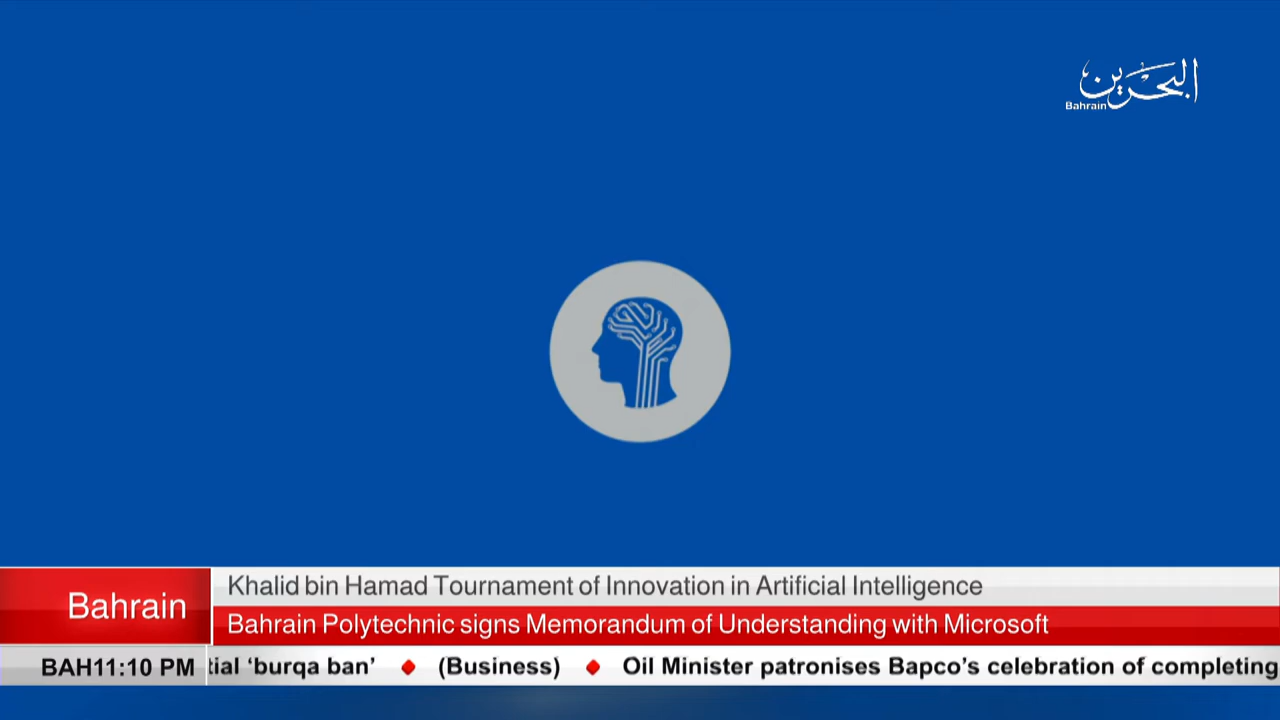 البحرين
Bahrain
Khalid bin Hamad Tournament of Innovation in Artificial Intelligence
Bahrain
Bahrain Polytechnic signs Memorandum of Understanding with Microsoft
BAH11:10 PM tial ‘burqa ban’ (Business) Oil Minister patronises Bapco’s celebration of completing